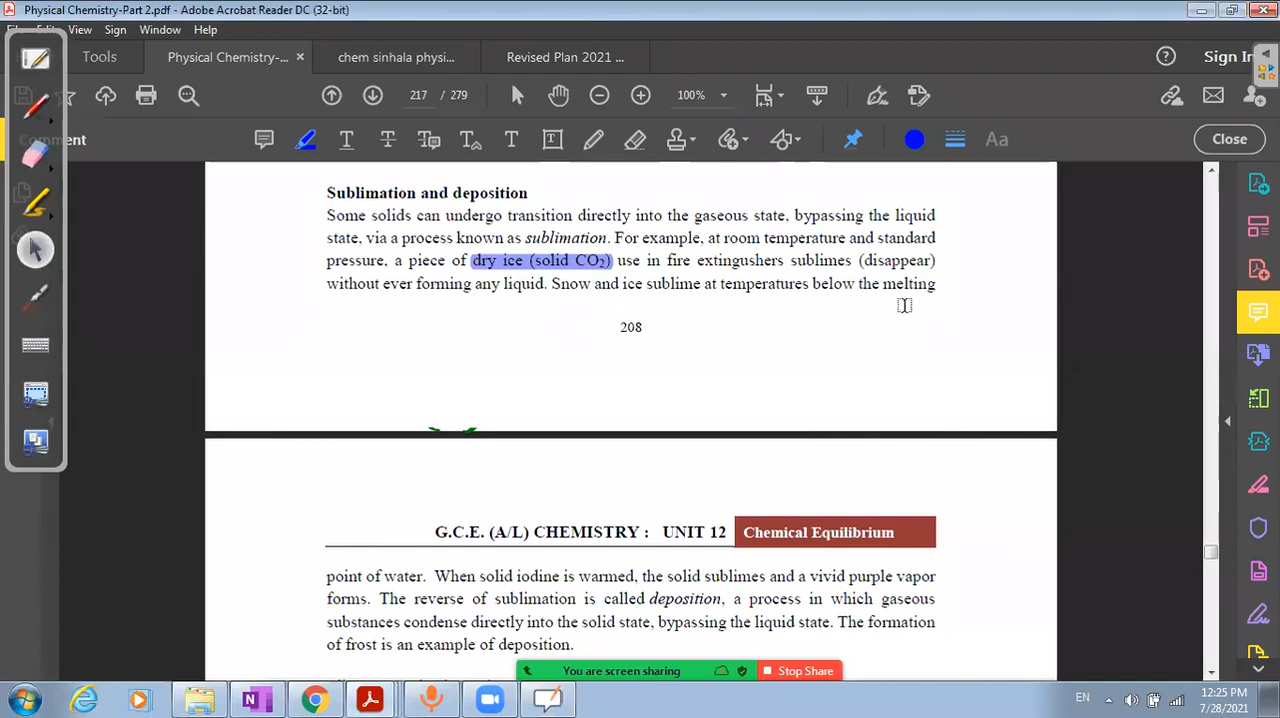 Physical Chemistry-Part 2.pdf - Adobe Acrobat Reader DC (32-bit)
View Sign Window Help
Tools Physical Chemistry-... × chem sinhala physi... Revised Plan 2021 ... Sign In
217 / 279 100%
Comment T T T T T Aa Close
Sublimation and deposition
Some solids can undergo transition directly into the gaseous state, bypassing the liquid
state, via a process known as sublimation. For example, at room temperature and standard
pressure, a piece of dry ice (solid CO₂) use in fire extingushers sublimes (disappear)
without ever forming any liquid. Snow and ice sublime at temperatures below the melting
208
G.C.E. (A/L) CHEMISTRY : UNIT 12 Chemical Equilibrium
point of water. When solid iodine is warmed, the solid sublimes and a vivid purple vapor
forms. The reverse of sublimation is called deposition, a process in which gaseous
substances condense directly into the solid state, bypassing the liquid state. The formation
of frost is an example of deposition.
You are screen sharing Stop Share
EN 12:25 PM
7/28/2021